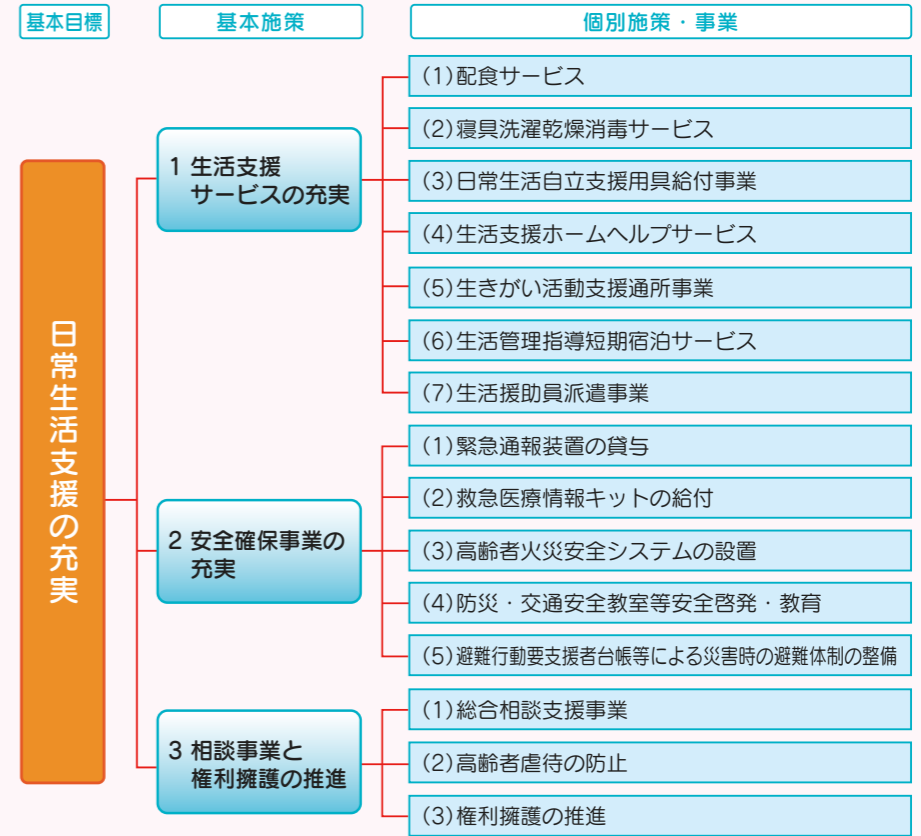 基本目標
基本施策
個別施策・事業
日常生活支援の充実
1 生活支援
サービスの充実
(1)配食サービス
(2)寝具洗濯乾燥消毒サービス
(3)日常生活自立支援用具給付事業
(4)生活支援ホームヘルプサービス
(5)生きがい活動支援通所事業
(6)生活管理指導短期宿泊サービス
(7)生活援助員派遣事業
2 安全確保事業の
充実
(1)緊急通報装置の貸与
(2)救急医療情報キットの給付
(3)高齢者火災安全システムの設置
(4)防災・交通安全教室等安全啓発・教育
(5)避難行動要支援者台帳等による災害時の避難体制の整備
3 相談事業と
権利擁護の推進
(1)総合相談支援事業
(2)高齢者虐待の防止
(3)権利擁護の推進